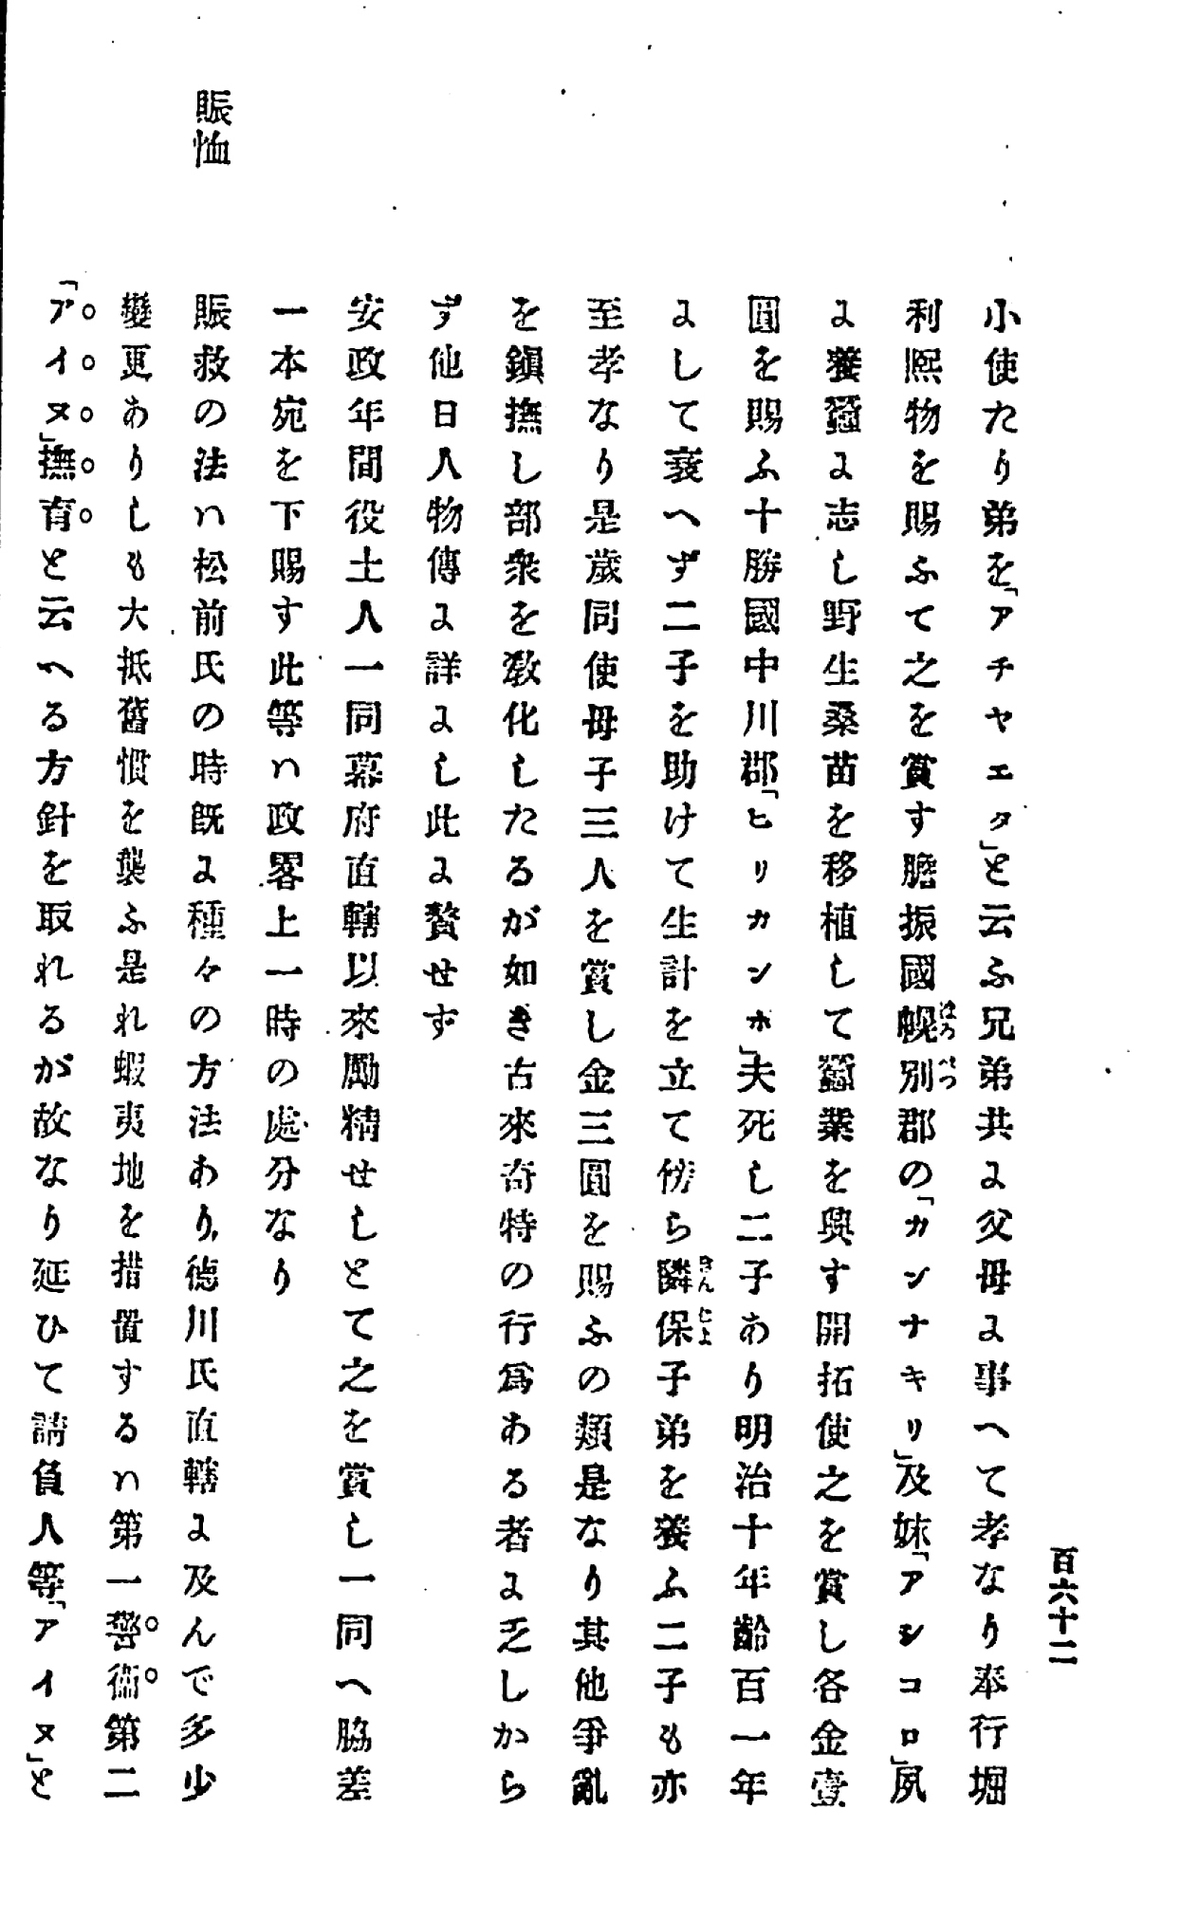 百六十二
小使たり弟を「アチヤエタ」と云ふ兄弟共に父母に事へて孝なり奉行堀
利熙物を賜ふて之を賞す膽振國幌別郡の「カンナキリ」及妹「アシコロ」夙
に養蠶に志し野生桑苗を移植して蠶業を興す開拓使之を賞し各金壹
圓を賜ふ十勝國中川郡「ヒリカンホ」夫死し二子あり明治十年齡百一年
にして衰へず二子を助けて生計を立て傍ら隣保子弟を養ふ二子も亦
至孝なり是歲同使母子三人を賞し金三圓を賜ふの類是なり其他爭亂
を鎭撫し部衆を敎化したるが如き古來奇特の行爲ある者に乏しから
ず他日人物傳に詳にし此に贅せず
安政年間役土人一同幕府直轄以來勵精せしとて之を賞し一同へ脇差
一本宛を下賜す此等ハ政畧上一時の處分なり
賑恤
賑救の法ハ松前氏の時既に種々の方法あり德川氏直轄に及んで多少
變更ありしも大抵舊慣を襲ふ是れ蝦夷地を措置するハ第一警衞第二
「アイヌ」撫育と云へる方針を取れるが故なり延ひて請負人等「アイヌ」と